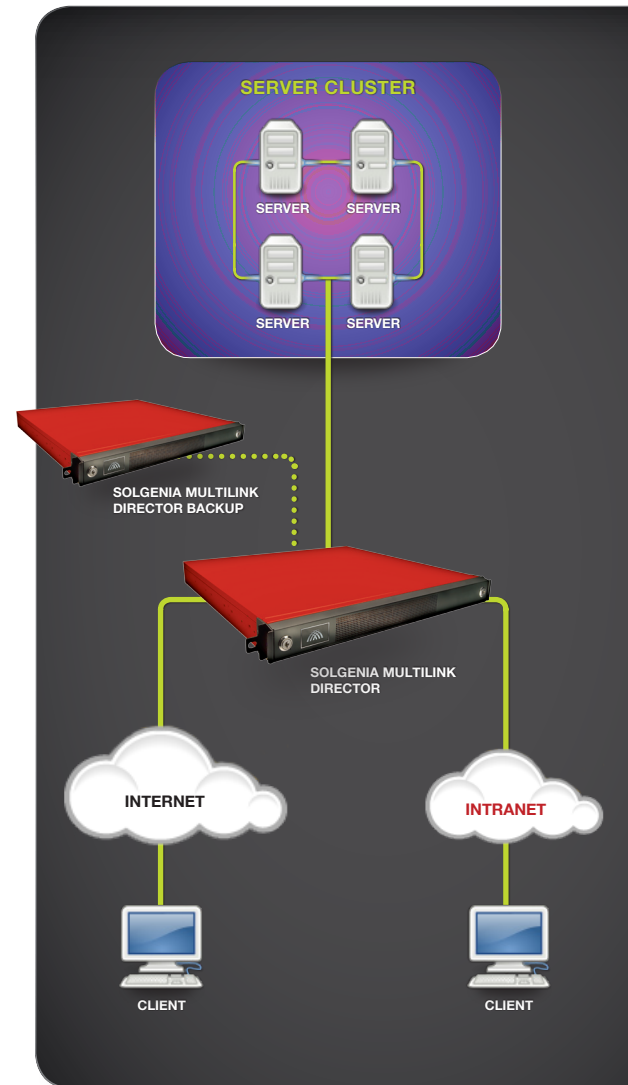 SERVER CLUSTER
SERVER SERVER
SERVER SERVER
SOLGENIA MULTILINK
DIRECTOR BACKUP
SOLGENIA MULTILINK
DIRECTOR
INTERNET
INTRANET
CLIENT
CLIENT